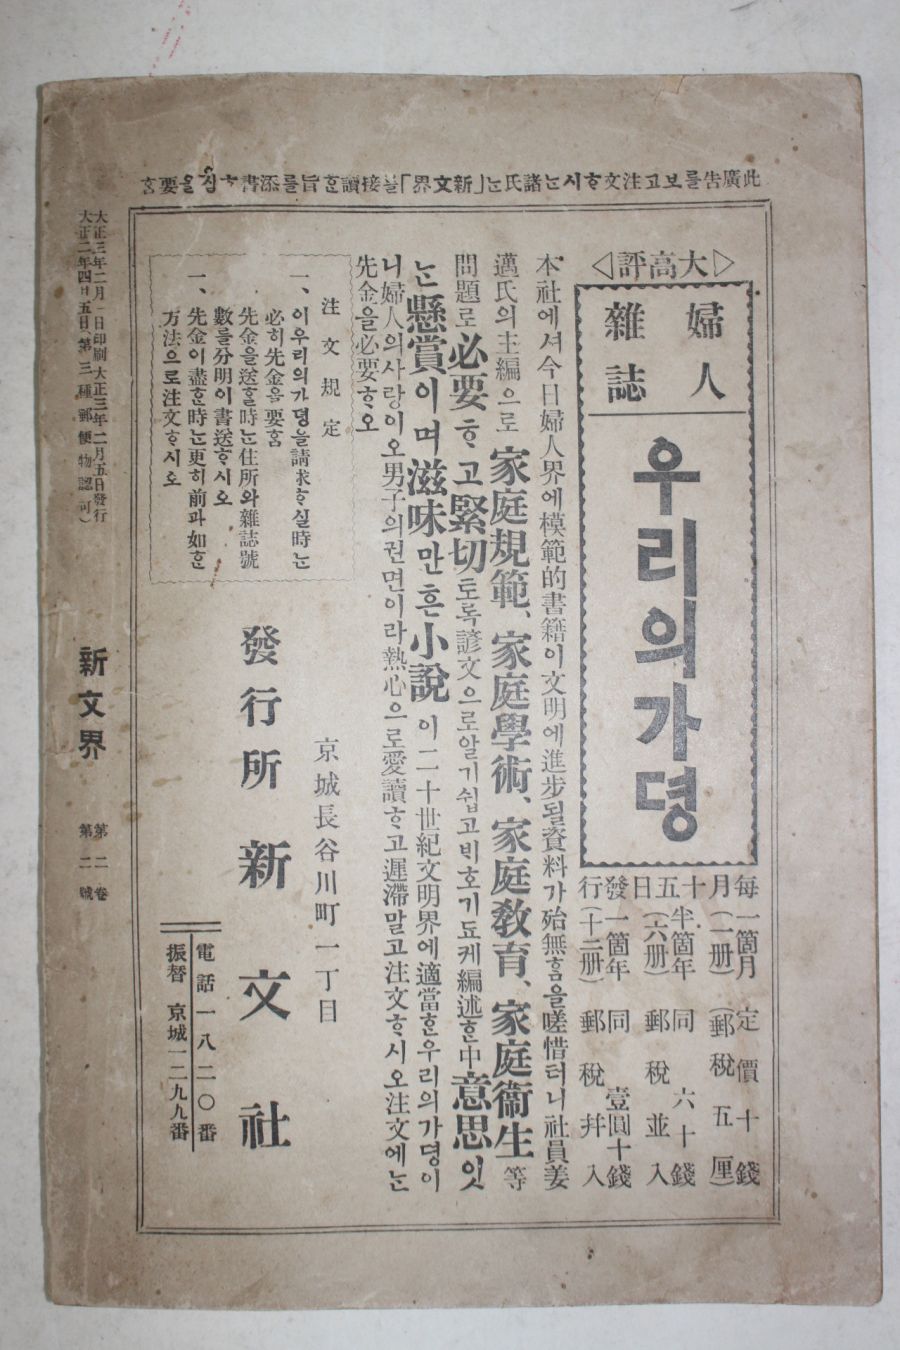 此廣告를보고注文ᄒᆞ시ᄂᆞᆫ諸氏ᄂᆞᆫ「新文界」를接讀ᄒᆞᆫ旨를添書ᄒᆞ심을要홈
▷大高評◁
婦人
雜誌
우리의가뎡
每月十五日發行
一箇月 定價十錢
(一冊) (郵稅五厘)
半箇年 同 六十錢
(六冊) 郵稅並入
一箇年 同 壹圓十錢
(十二冊) 郵稅幷入
本社에셔今日婦人界에模範的書籍이文明에進步될資料가殆無홈을嗟惜터니社員姜
邁氏의主編으로家庭規範、家庭學術、家庭敎育、家庭衞生等
問題로必要ᄒᆞ고緊切토록諺文으로알기쉽고ᄇᆡ호기됴케編述ᄒᆞᆫ中意思잇
ᄂᆞᆫ懸賞이며滋味만흔小說이二十世紀文明界에適當ᄒᆞᆫ우리의가뎡이
니婦人의사랑이오男子의권면이라熱心으로愛讀ᄒᆞ고遲滯말고注文ᄒᆞ시오注文에ᄂᆞᆫ
先金을必要ᄒᆞ오
注文規定
一、이우리의가뎡을請求ᄒᆞ실時ᄂᆞᆫ
必히先金을要홈
先金을送ᄒᆞᆯ時ᄂᆞᆫ住所와雜誌號
數를分明이書送ᄒᆞ시오
一、先金이盡ᄒᆞᆫ時ᄂᆞᆫ更히前과如ᄒᆞᆫ
方法으로注文ᄒᆞ시오
京城長谷川町一丁目
發行所 新文社
電話一八二〇番
振替京城一二九九番
大正三年二月一日印刷 大正三年二月五日發行
大正二年四月五日(第三種郵便物認可)
新文界
第二卷
第二號